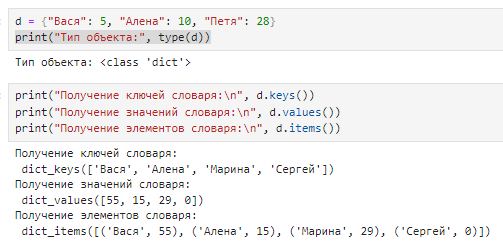 d = {"Вася": 5, "Алена": 10, "Петя": 28}
print("Тип объекта:", type(d))
Тип объекта: <class 'dict'>
print("Получение ключей словаря:\n", d.keys())
print("Получение значений словаря:\n", d.values())
print("Получение элементов словаря:\n", d.items())
Получение ключей словаря:
 dict_keys(['Вася', 'Алена', 'Марина', 'Сергей'])
Получение значений словаря:
 dict_values([55, 15, 29, 0])
Получение элементов словаря:
 dict_items([('Вася', 55), ('Алена', 15), ('Марина', 29), ('Сергей', 0)])